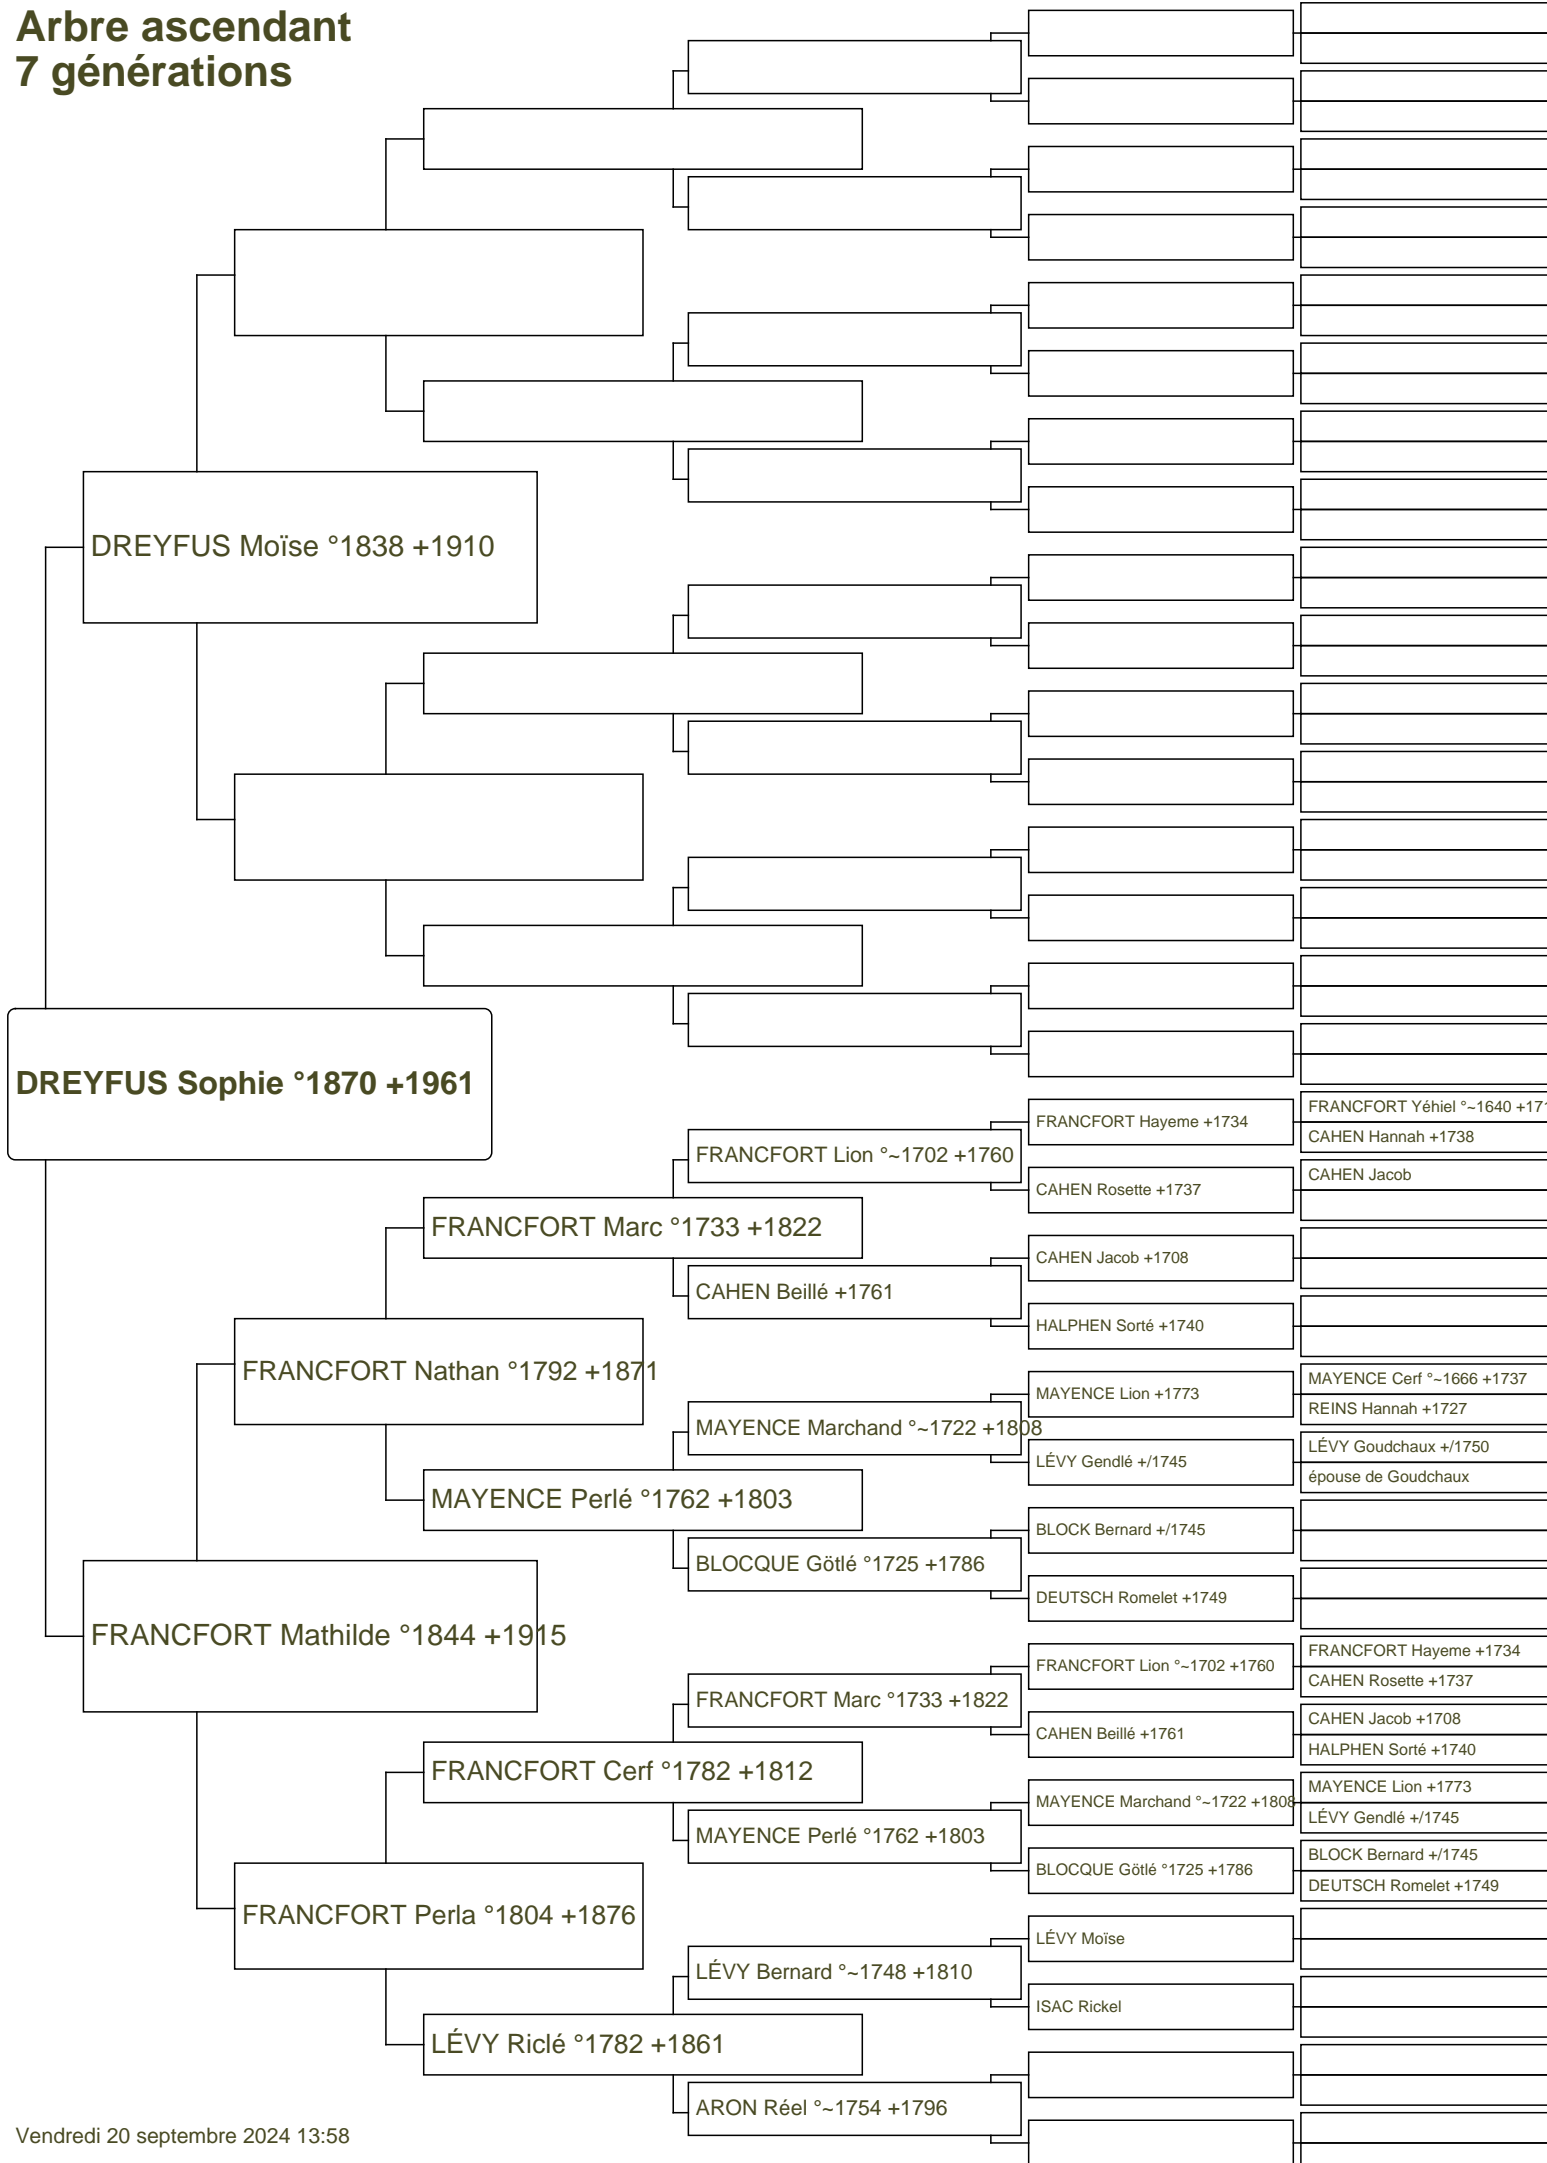 Arbre ascendant
7 générations
DREYFUS Moïse °1838 +1910
DREYFUS Sophie °1870 +1961
FRANCFORT Mathilde °1844 +1915
FRANCFORT Nathan °1792 +1871
FRANCFORT Perla °1804 +1876
FRANCFORT Marc °1733 +1822
MAYENCE Perlé °1762 +1803
FRANCFORT Cerf °1782 +1812
LÉVY Riclé °1782 +1861
FRANCFORT Lion °~1702 +1760
CAHEN Beillé +1761
MAYENCE Marchand °~1722 +1808
BLOCQUE Götlé °1725 +1786
FRANCFORT Marc °1733 +1822
MAYENCE Perlé °1762 +1803
LÉVY Bernard °~1748 +1810
ARON Réel °~1754 +1796
FRANCFORT Hayeme +1734
CAHEN Rosette +1737
CAHEN Jacob +1708
HALPHEN Sorté +1740
MAYENCE Lion +1773
LÉVY Gendlé +/1745
BLOCK Bernard +/1745
DEUTSCH Romelet +1749
FRANCFORT Lion °~1702 +1760
CAHEN Beillé +1761
MAYENCE Marchand °~1722 +1808
BLOCQUE Götlé °1725 +1786
LÉVY Moïse
ISAC Rickel
FRANCFORT Yéhiel °~1640
CAHEN Hannah +1738
CAHEN Jacob
MAYENCE Cerf °~1666 +1737
REINS Hannah +1727
LÉVY Goudchaux +/1750
épouse de Goudchaux
FRANCFORT Hayeme +1734
CAHEN Rosette +1737
CAHEN Jacob +1708
HALPHEN Sorté +1740
MAYENCE Lion +1773
LÉVY Gendlé +/1745
BLOCK Bernard +/1745
DEUTSCH Romelet +1749
Vendredi 20 septembre 2024 13:58